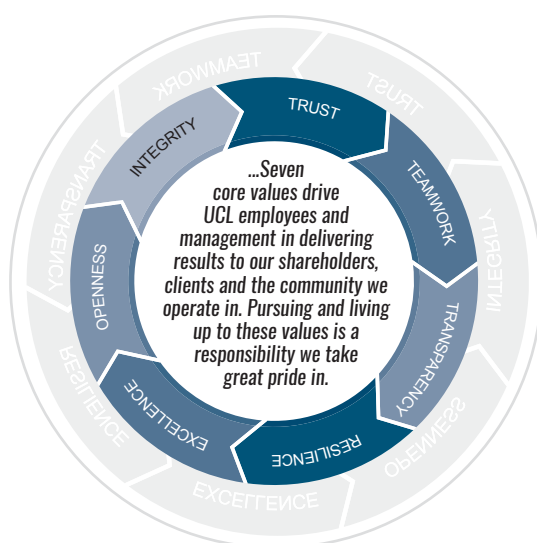 TRUST
TEAMWORK
TRANSPARENCY
RESILIENCE
EXCELLENCE
OPENNESS
INTEGRITY
...Seven
core values drive
UCL employees and
management in delivering
results to our shareholders,
clients and the community we
operate in. Pursuing and living
up to these values is a
responsibility we take
great pride in.
TEAMWORK
TRUST
INTEGRITY
OPENNESS
EXCELLENCE
RESILIENCE
TRANSPARENCY